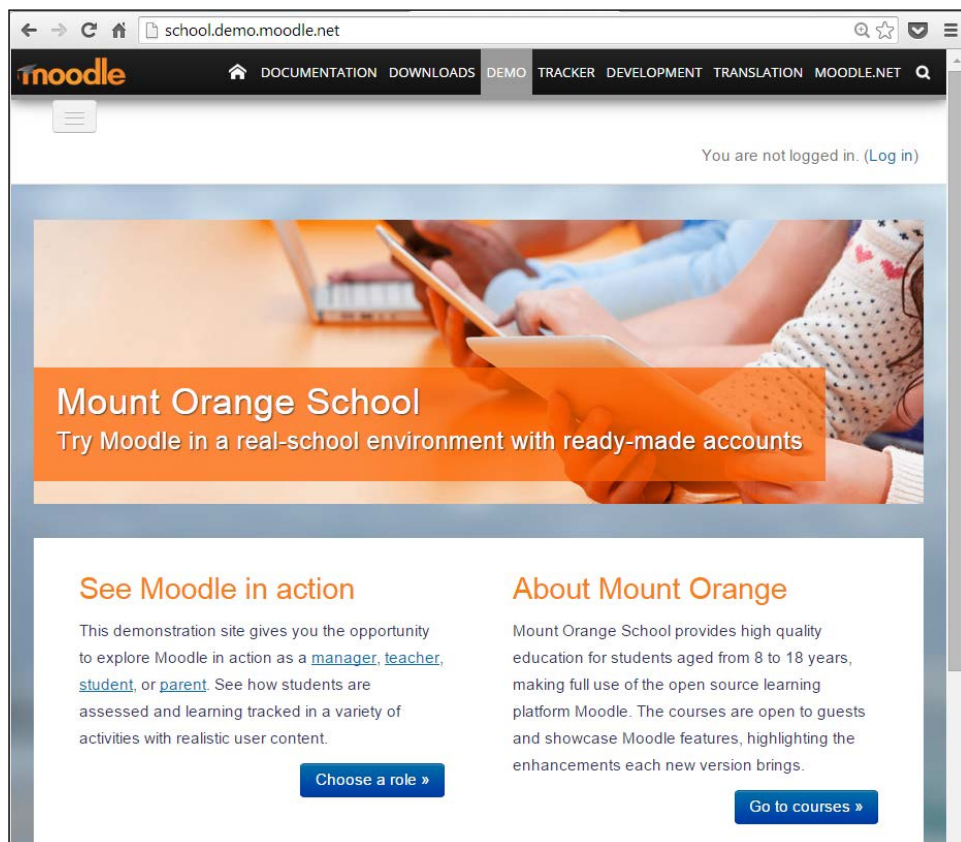 school.demo.moodle.net
moodle
DOCUMENTATION DOWNLOADS DEMO TRACKER DEVELOPMENT TRANSLATION MOODLE.NET
You are not logged in. (Log in)
Mount Orange School
Try Moodle in a real-school environment with ready-made accounts
See Moodle in action
This demonstration site gives you the opportunity
to explore Moodle in action as a manager, teacher,
student, or parent. See how students are
assessed and learning tracked in a variety of
activities with realistic user content.
Choose a role »
About Mount Orange
Mount Orange School provides high quality
education for students aged from 8 to 18 years,
making full use of the open source learning
platform Moodle. The courses are open to guests
and showcase Moodle features, highlighting the
enhancements each new version brings.
Go to courses »